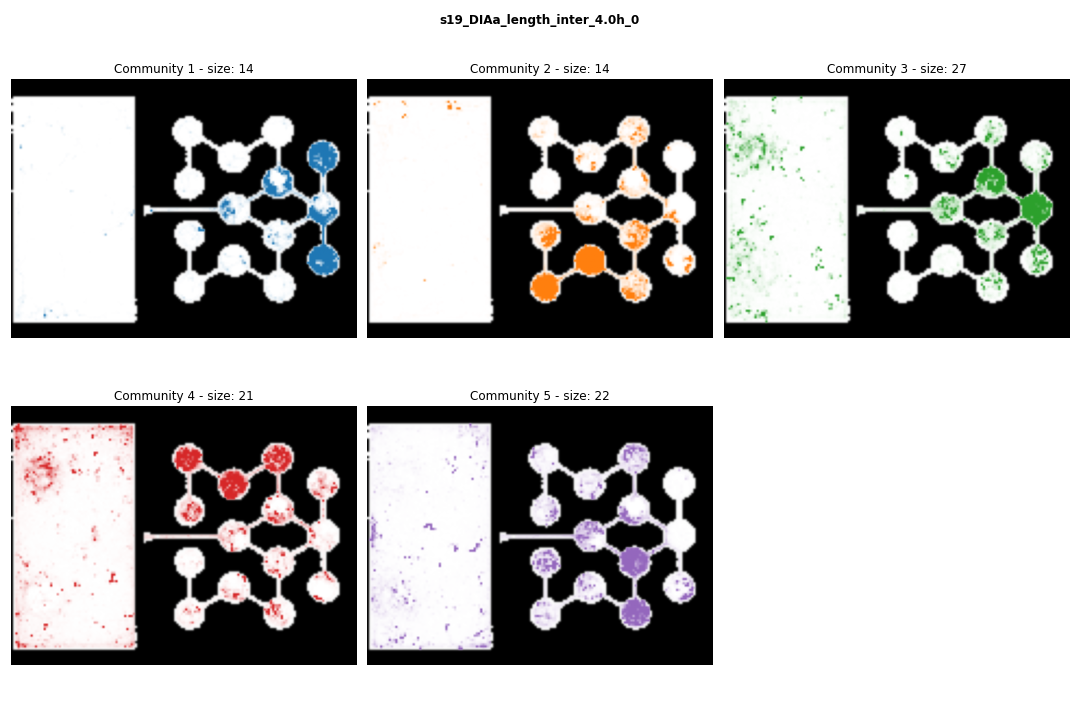 s19_DIAa_length_inter_4.0h_0
Community 1 - size: 14
Community 2 - size: 14
Community 3 - size: 27
Community 4 - size: 21
Community 5 - size: 22